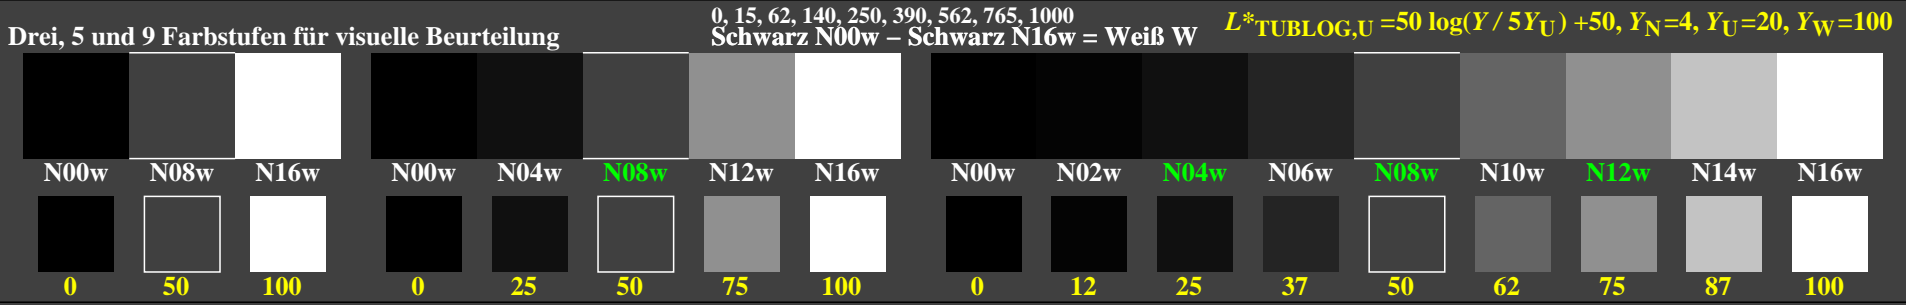 0, 15, 62, 140, 250, 390, 562, 765, 1000
Drei, 5 und 9 Farbstufen für visuelle Beurteilung
Schwarz N00w – Schwarz N16w = Weiß W
L*TUBLOG,U =50 log(Y / 5YU) +50, YN=4, YU=20, YW=100
N00w N08w N16w N00w N04w N08w N12w N16w N00w N02w N04w N06w N08w N10w N12w N14w N16w
0 50 100 0 25 50 75 100 0 12 25 37 50 62 75 87 100